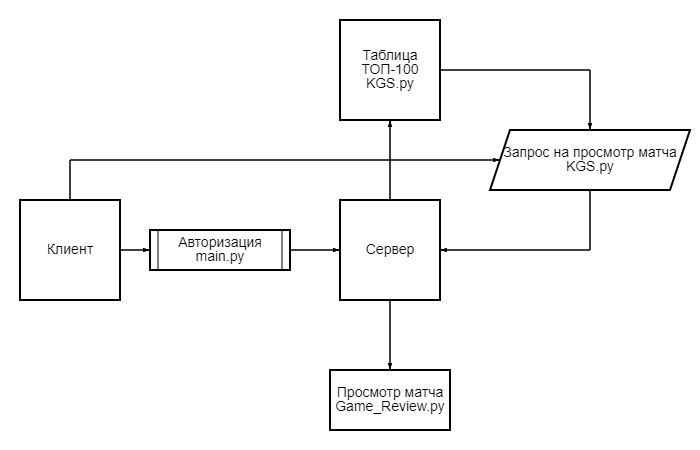 Таблица
ТОП-100
KGS.py
Запрос на просмотр матча
KGS.py
Клиент
Авторизация
main.py
Сервер
Просмотр матча
Game_Review.py